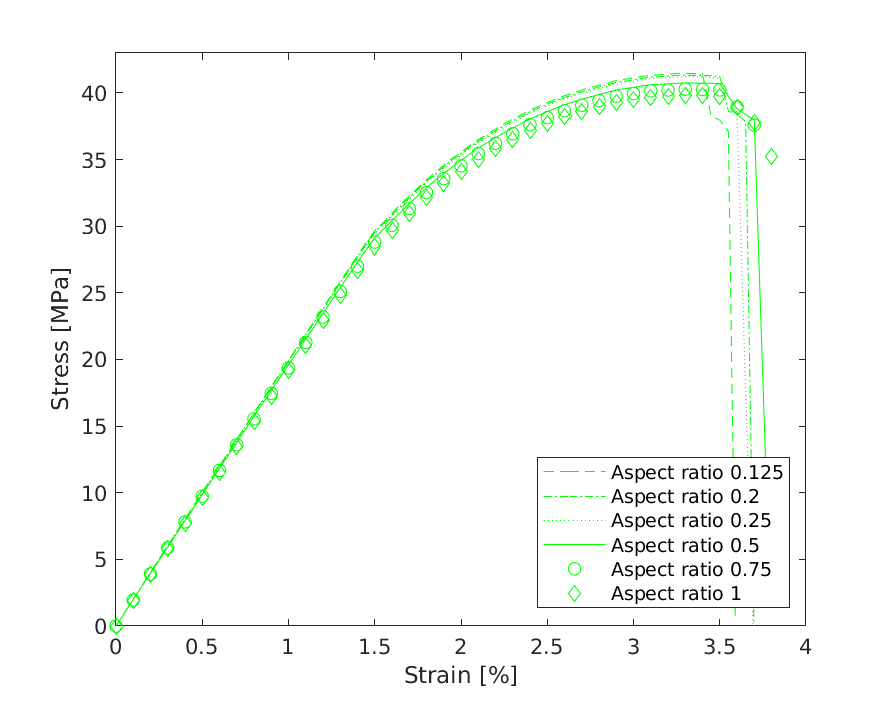 40
35
30
25
20
15
10
5
0
Stress [MPa]
Aspect ratio 0.125
Aspect ratio 0.2
Aspect ratio 0.25
Aspect ratio 0.5
Aspect ratio 0.75
Aspect ratio 1
0 0.5 1 1.5 2 2.5 3 3.5 4
Strain [%]